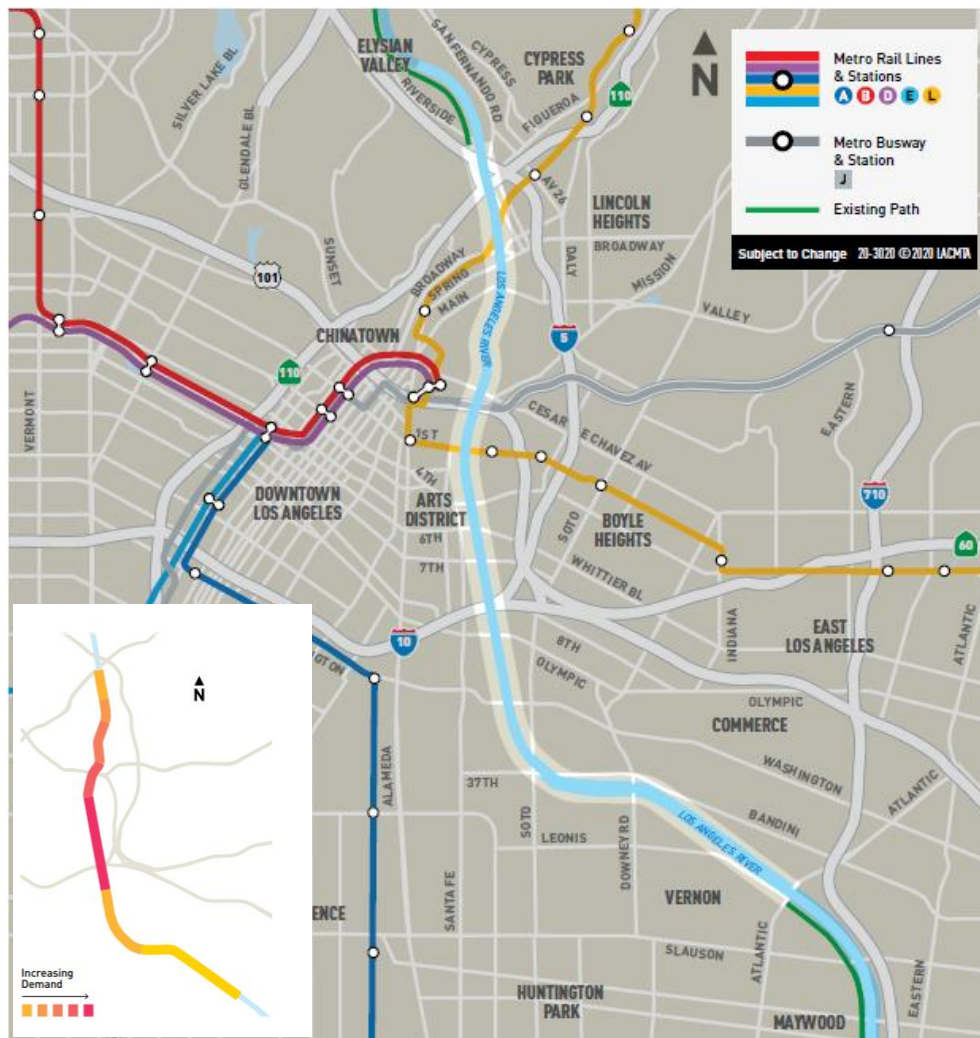 ELYSIAN
VALLEY
RIVERSIDE
SAN FERNANDO RD
CYPRESS
CYPRESS
PARK
FIGUEROA
110
N
SILVER LAKE BL
GLENDALE BL
Metro Rail Lines
& Stations
A B D E L
Metro Busway
& Station
J
Existing Path
Subject to Change 20-3020 ©2020 LACMTA
AV 26
LINCOLN
HEIGHTS
BROADWAY
DALY
MISSION
VALLEY
SUNSET
101
BROADWAY
SPRING
MAIN
LOS ANGELES RIVER
CHINATOWN
5
110
VERMONT
EASTERN
CESAR E CHAVEZ AV
1ST
4TH
DOWNTOWN
LOS ANGELES
ARTS
DISTRICT
6TH
7TH
SOTO
BOYLE
HEIGHTS
WHITTIER BL
710
60
INDIANA
EAST
LOS ANGELES
ATLANTIC
10
8TH
OLYMPIC
OLYMPIC
COMMERCE
WASHINGTON
ATLANTIC
INGTON
N
ALAMEDA
37TH
SOTO
LEONIS
DOWNEY RD
BANDINI
LOS ANGELES RIVER
VERNON
SANTA FE
ENCE
SLAUSON
ATLANTIC
EASTERN
HUNTINGTON
PARK
MAYWOOD
Increasing
Demand